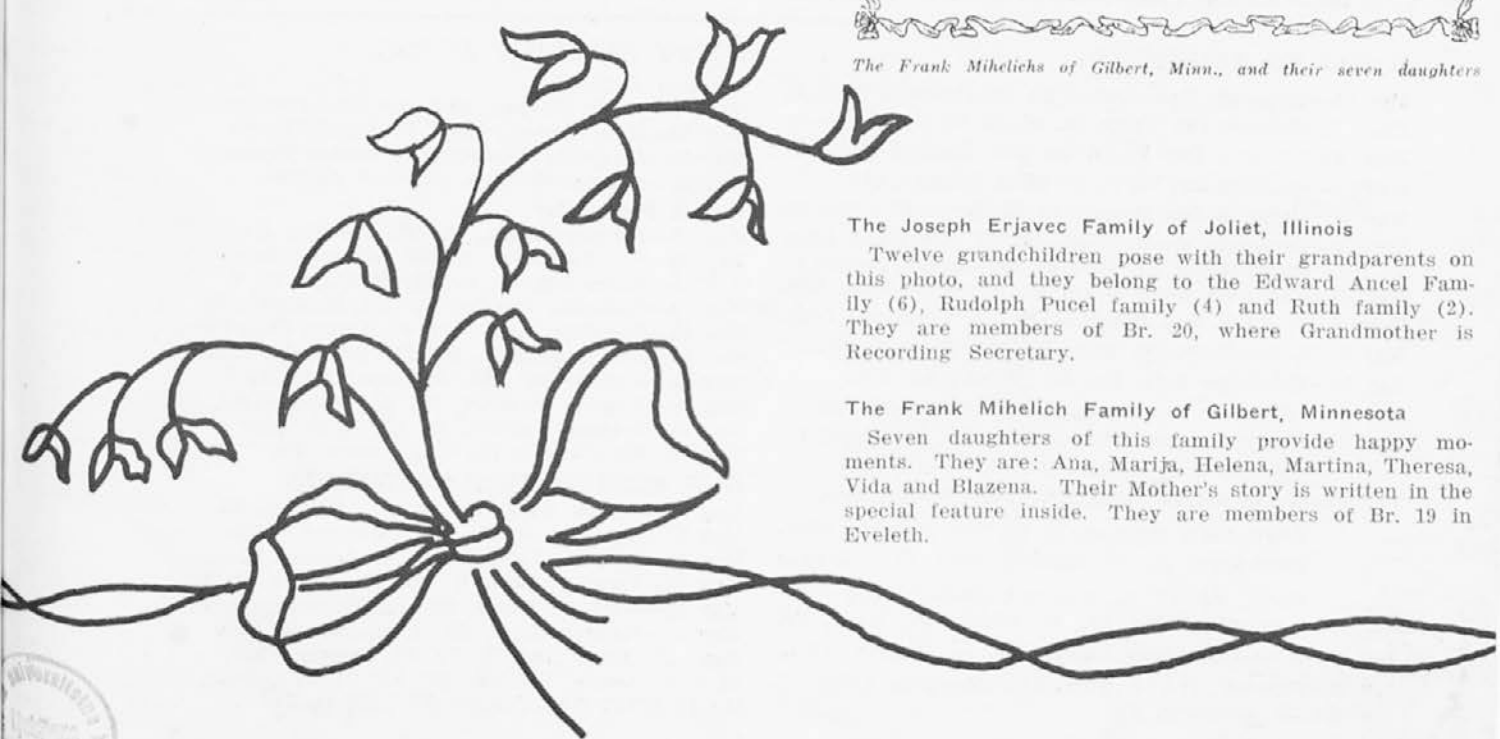 The Frank Mihelichs of Gilbert, Minn., and their seven daughters
The Joseph Erjavec Family of Joliet, Illinois
Twelve grandchildren pose with their grandparents on
this photo, and they belong to the Edward Ancel Fam-
ily (6), Rudolph Pucel family (4) and Ruth family (2).
They are members of Br. 20, where Grandmother is
Recording Secretary.
The Frank Mihelich Family of Gilbert, Minnesota
Seven daughters of this family provide happy mo-
ments. They are: Ana, Marija, Helena, Martina, Theresa,
Vida and Blazena. Their Mother's story is written in the
special feature inside. They are members of Br. 19 in
Eveleth.